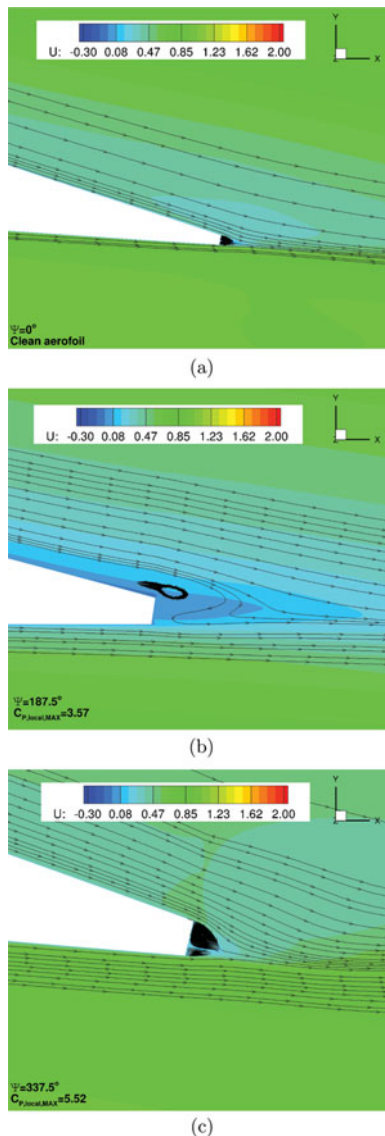 U: -0.30 0.08 0.47 0.85 1.23 1.62 2.00
Y
X
Z
Ψ=0°
Clean aerofoil
(a)
U: -0.30 0.08 0.47 0.85 1.23 1.62 2.00
Y
X
Z
Ψ=187.5°
CP,local,MAX=3.57
(b)
U: -0.30 0.08 0.47 0.85 1.23 1.62 2.00
Y
X
Z
Ψ=337.5°
CP,local,MAX=5.52
(c)